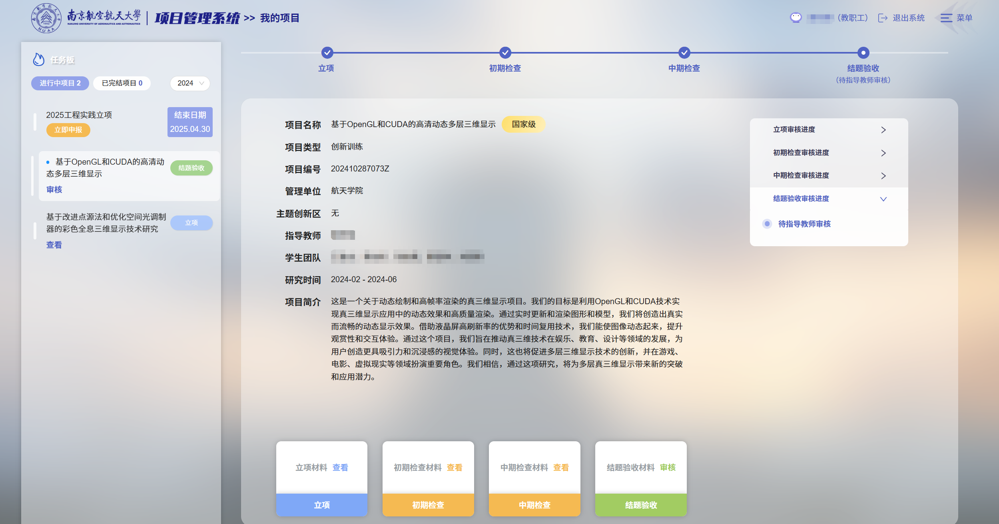 南京航空航天大學
NANJING UNIVERSITY OF AERONAUTICS AND ASTRONAUTICS
1952
NUAA
项目管理系统 >> 我的项目
（教职工）
退出系统
菜单
任务板
进行中项目 2
已完结项目 0
2024
2025工程实践立项
立即申报
结束日期
2025.04.30
基于OpenGL和CUDA的高清动
态多层三维显示
结题验收
审核
基于改进点源法和优化空间光调制
器的彩色全息三维显示技术研究
立项
查看
立项
初期检查
中期检查
结题验收
（待指导教师审核）
项目名称 基于OpenGL和CUDA的高清动态多层三维显示 国家级
项目类型 创新训练
项目编号 202410287073Z
管理单位 航天学院
主题创新区 无
指导教师
学生团队
研究时间 2024-02 - 2024-06
项目简介 这是一个关于动态绘制和高帧率渲染的真三维显示项目。我们的目标是利用OpenGL和CUDA技术实
现真三维显示应用中的动态效果和高质量渲染。通过实时更新和渲染图形和模型，我们将创造出真实
而流畅的动态显示效果。借助液晶屏高刷新率的优势和时间复用技术，我们能使图像动态起来，提升
观赏性和交互体验。通过这个项目，我们旨在推动真三维技术在娱乐、教育、设计等领域的发展，为
用户创造更具吸引力和沉浸感的视觉体验。同时，这也将促进多层三维显示技术的创新，并在游戏、
电影、虚拟现实等领域扮演重要角色。我们相信，通过这项研究，将为多层真三维显示带来新的突破
和应用潜力。
立项审核进度
初期检查审核进度
中期检查审核进度
结题验收审核进度
待指导教师审核
立项材料 查看
立项
初期检查材料 查看
初期检查
中期检查材料 查看
中期检查
结题验收材料 审核
结题验收